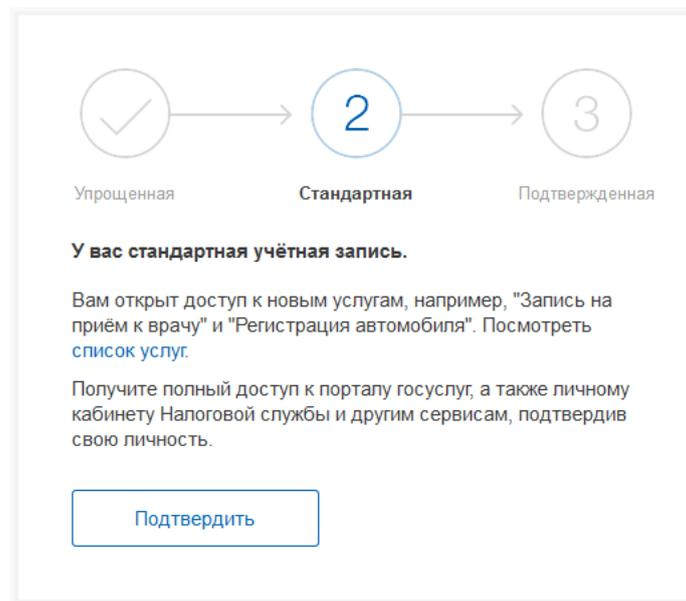 2
3
Упрощенная
Стандартная
Подтвержденная
У вас стандартная учётная запись.
Вам открыт доступ к новым услугам, например, "Запись на
приём к врачу" и "Регистрация автомобиля". Посмотреть
список услуг.
Получите полный доступ к порталу госуслуг, а также личному
кабинету Налоговой службы и другим сервисам, подтвердив
свою личность.
Подтвердить